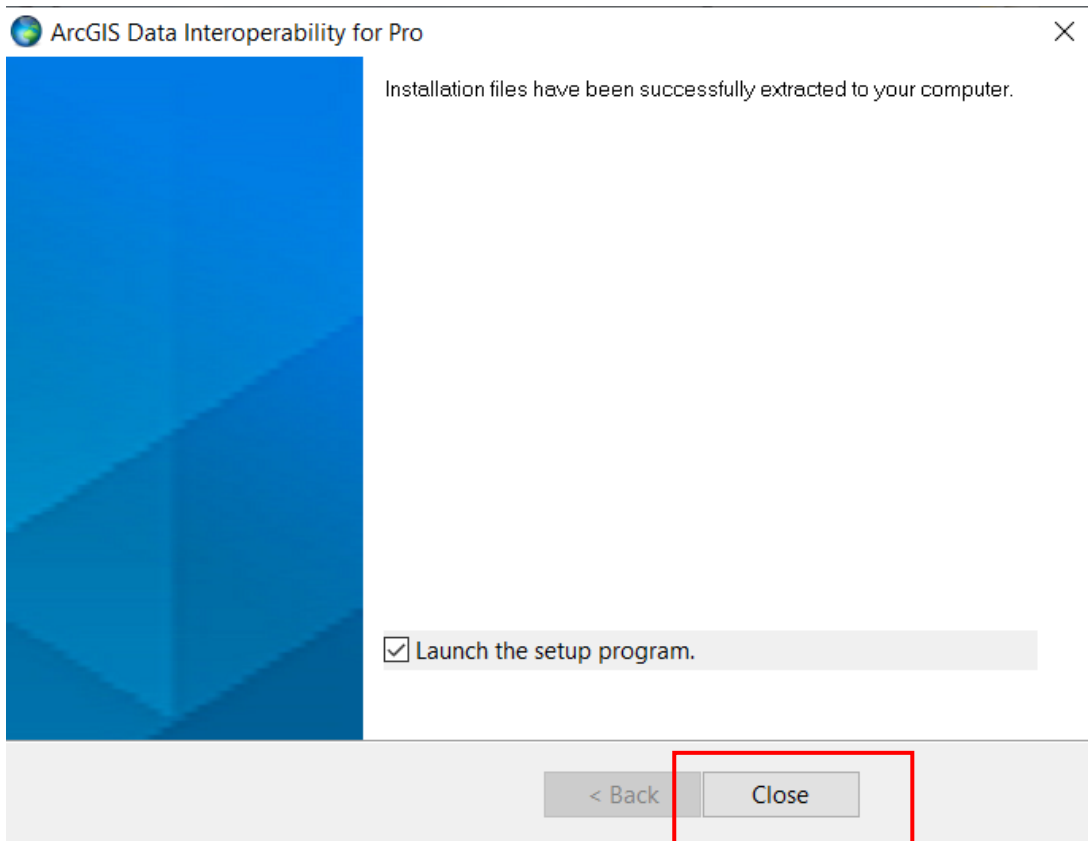 ArcGIS Data Interoperability for Pro
Installation files have been successfully extracted to your computer.
Launch the setup program.
< Back
Close